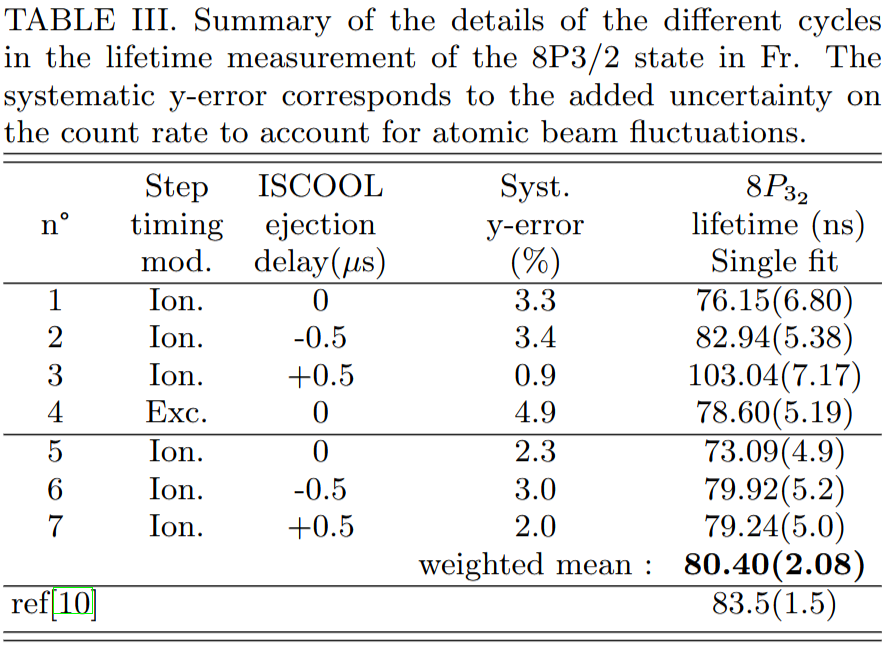 TABLE III. Summary of the details of the different cycles
in the lifetime measurement of the 8P3/2 state in Fr. The
systematic y-error corresponds to the added uncertainty on
the count rate to account for atomic beam fluctuations.
Step ISCOOL Syst. 8P₃₂
n° timing ejection y-error lifetime (ns)
mod. delay(μs) (%) Single fit
1 Ion. 0 3.3 76.15(6.80)
2 Ion. -0.5 3.4 82.94(5.38)
3 Ion. +0.5 0.9 103.04(7.17)
4 Exc. 0 4.9 78.60(5.19)
5 Ion. 0 2.3 73.09(4.9)
6 Ion. -0.5 3.0 79.92(5.2)
7 Ion. +0.5 2.0 79.24(5.0)
weighted mean : 80.40(2.08)
ref[10] 83.5(1.5)